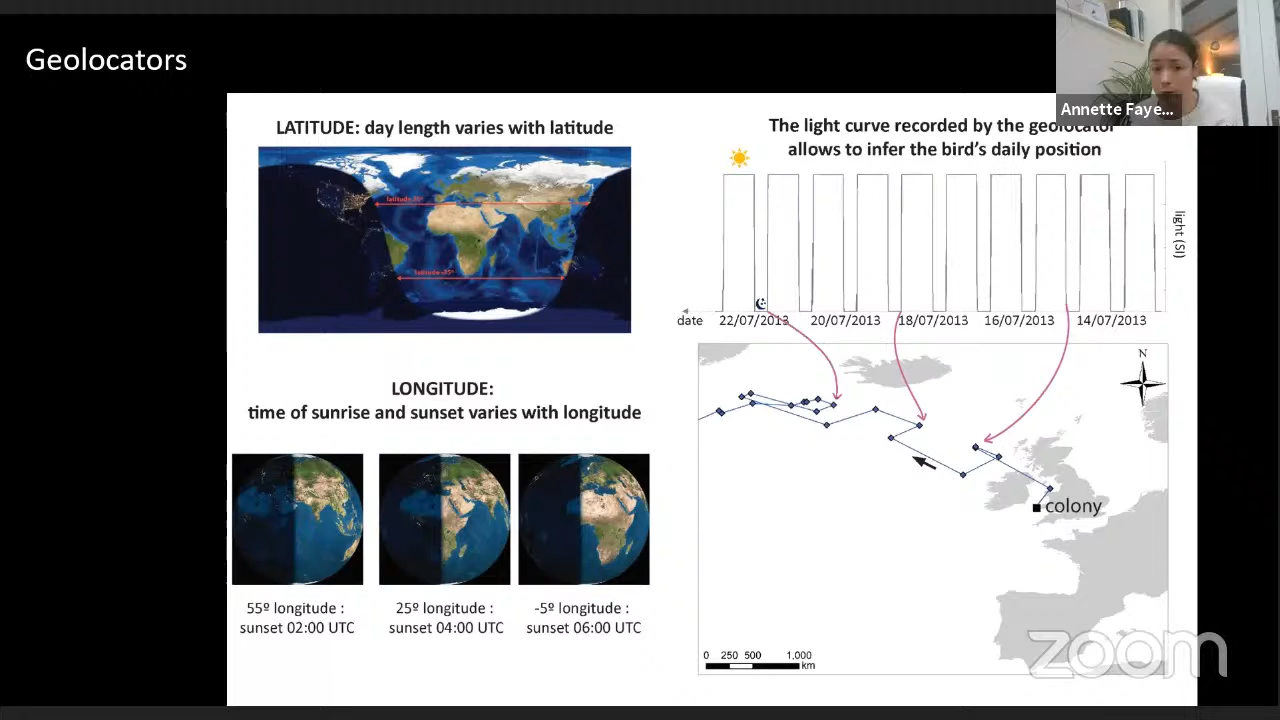 Geolocators
Annette Faye...
LATITUDE: day length varies with latitude
latitude -35º
LONGITUDE:
time of sunrise and sunset varies with longitude
55º longitude :
sunset 02:00 UTC
25º longitude :
sunset 04:00 UTC
-5º longitude :
sunset 06:00 UTC
The light curve recorded by the geolocator
allows to infer the bird's daily position
light (SI)
date
22/07/2013
20/07/2013
18/07/2013
16/07/2013
14/07/2013
N
colony
0 250 500 1,000
km
zoom